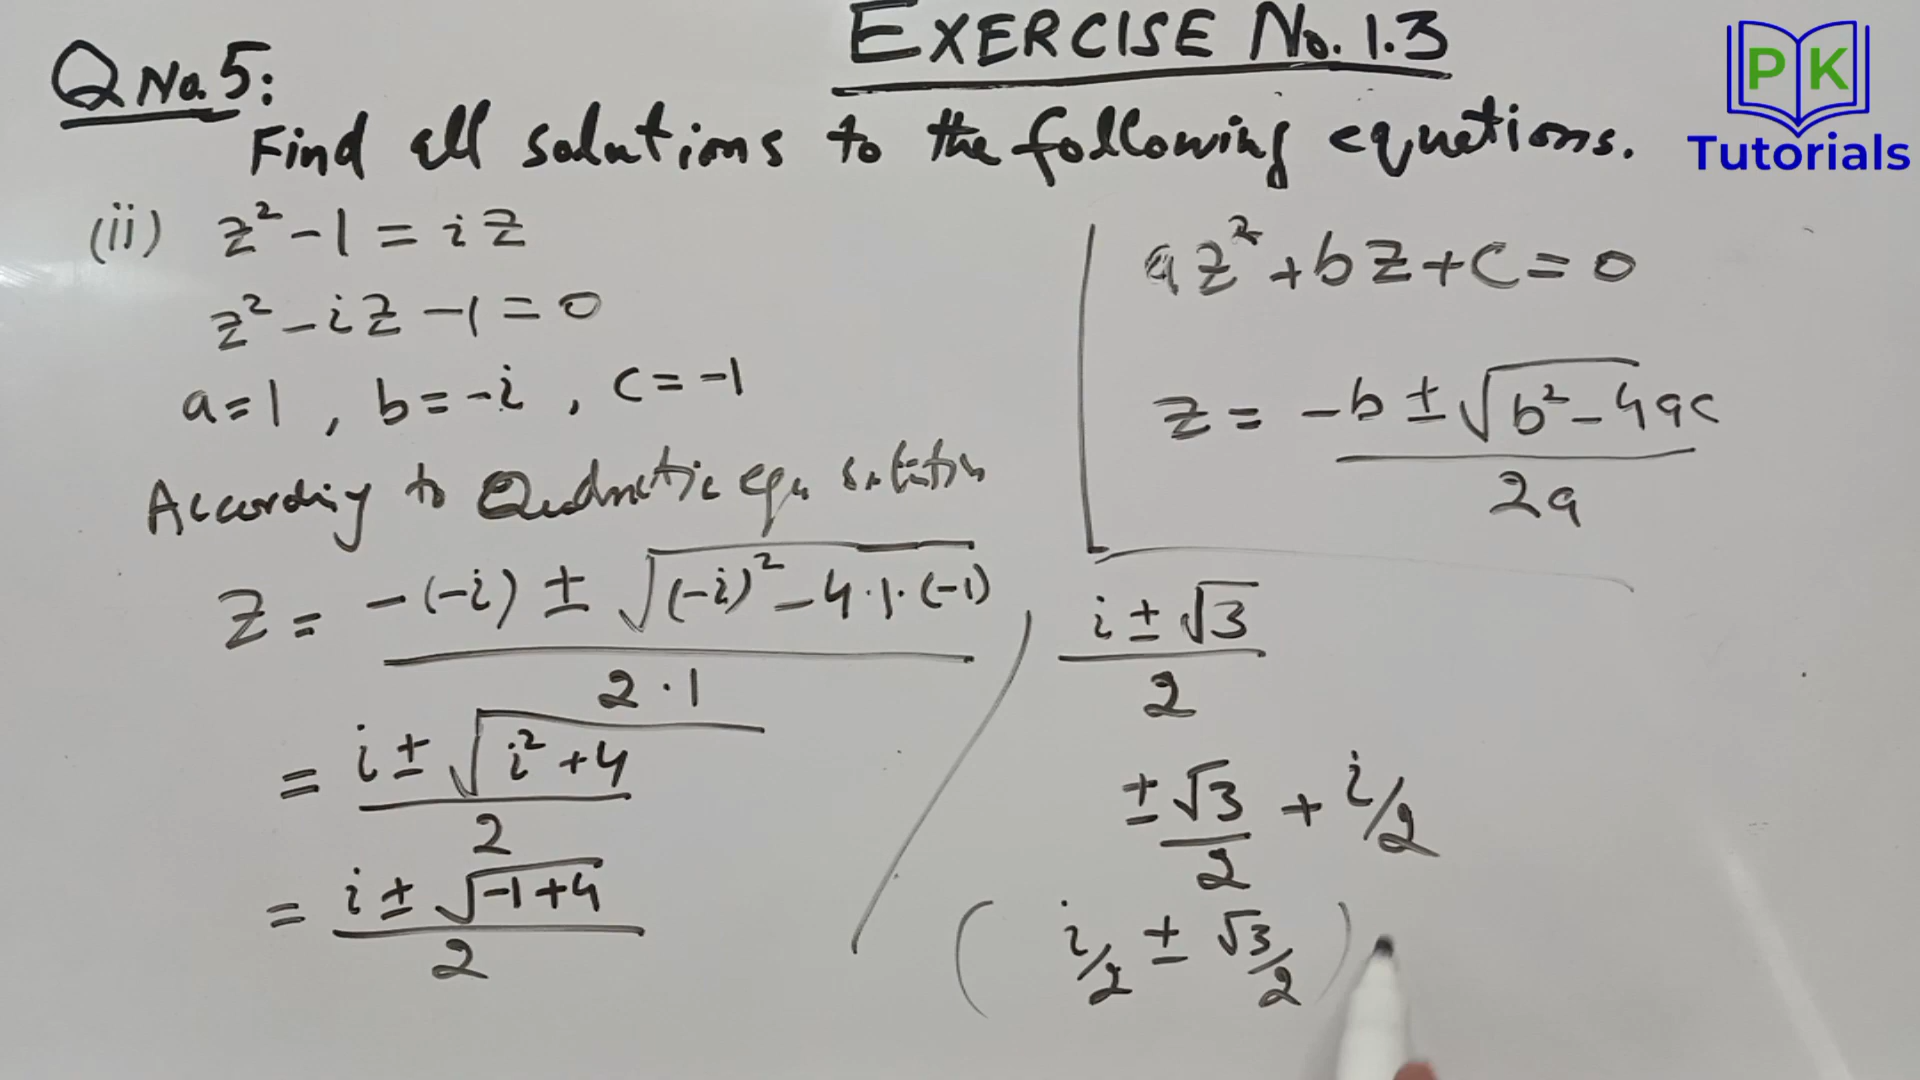 EXERCISE No. 1.3
Q No. 5:
Find all solutions to the following equations.
(ii) z² - 1 = iz
z² - iz - 1 = 0
a = 1 , b = -i , c = -1
According to Quadratic equ solution
z = (-(-i) ± √((-i)² - 4·1·(-1))) / (2·1)
= (i ± √(i² + 4)) / 2
= (i ± √(-1+4)) / 2
az² + bz + c = 0
z = (-b ± √(b² - 4ac)) / 2a
(i ± √3) / 2
± √3/2 + i/2
( i/2 ± √3/2 )
PK
Tutorials